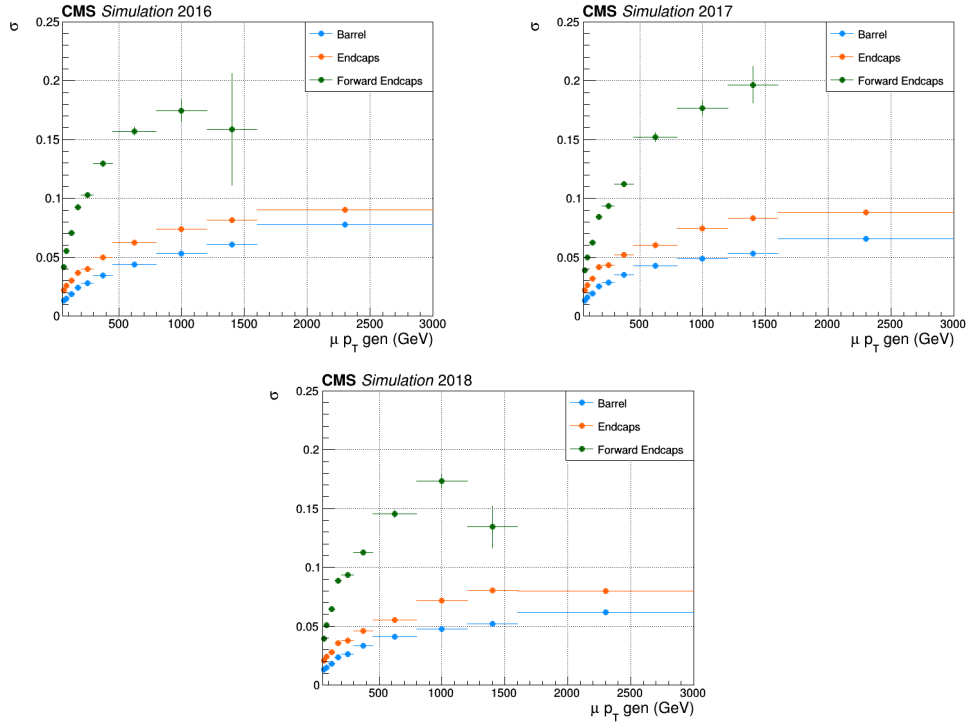 CMS Simulation 2016
σ
0.25
0.2
0.15
0.1
0.05
0
500 1000 1500 2000 2500 3000
μ p_T gen (GeV)
Barrel
Endcaps
Forward Endcaps
CMS Simulation 2017
σ
0.25
0.2
0.15
0.1
0.05
0
500 1000 1500 2000 2500 3000
μ p_T gen (GeV)
Barrel
Endcaps
Forward Endcaps
CMS Simulation 2018
σ
0.25
0.2
0.15
0.1
0.05
0
500 1000 1500 2000 2500 3000
μ p_T gen (GeV)
Barrel
Endcaps
Forward Endcaps